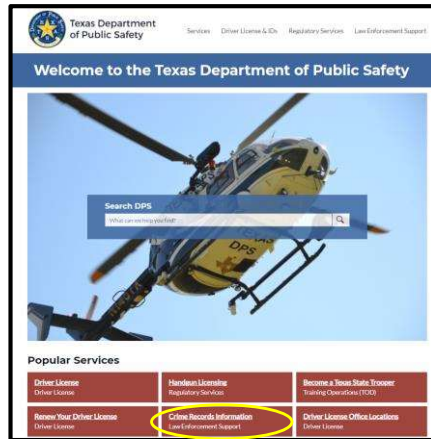 Texas Department
of Public Safety
Services Driver License & IDs Regulatory Services Law Enforcement Support
Welcome to the Texas Department of Public Safety
Search DPS
What can we help you find?
TEXAS
DPS
Popular Services
Driver License
Driver License
Handgun Licensing
Regulatory Services
Become a Texas State Trooper
Training Operations (TOD)
Renew Your Driver License
Driver License
Crime Records Information
Law Enforcement Support
Driver License Office Locations
Driver License